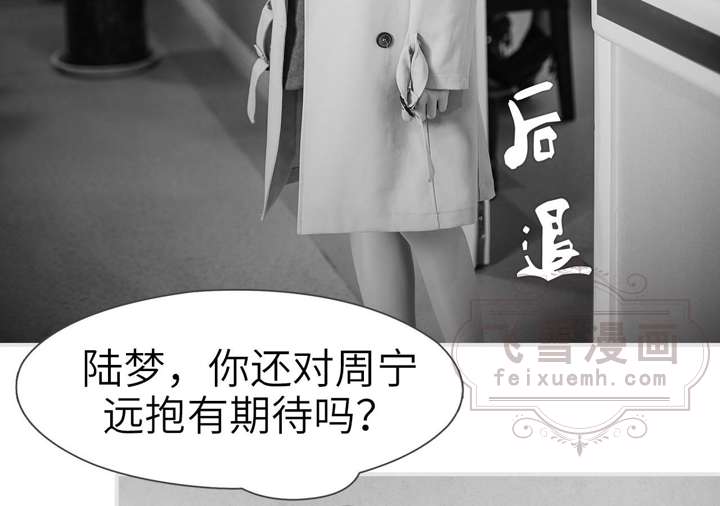 后
退
飞雪漫画
feixuemh.com
陆梦，你还对周宁
远抱有期待吗？